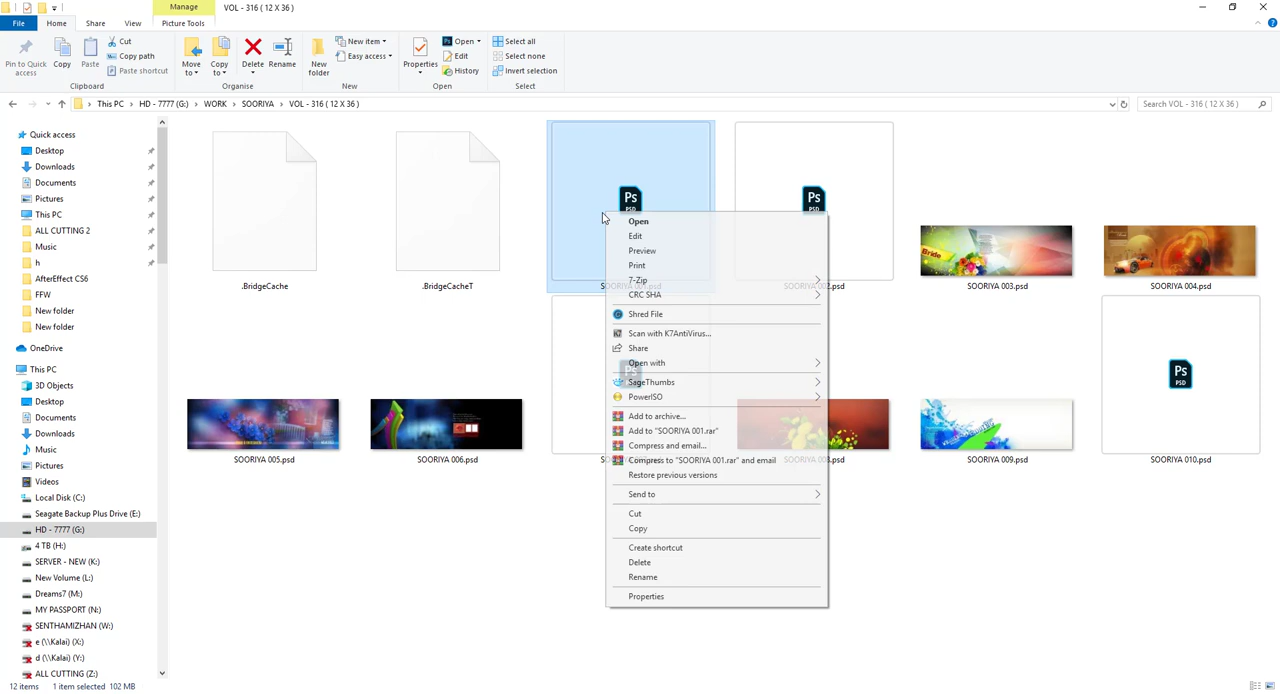 Manage
VOL - 316 ( 12 X 36 )
File
Home
Share
View
Picture Tools
Pin to Quick access
Copy
Paste
Cut
Copy path
Paste shortcut
Clipboard
Move to
Copy to
Delete
Rename
Organise
New folder
New item
Easy access
New
Properties
Open
Edit
History
Open
Select all
Select none
Invert selection
Select
This PC
HD - 7777 (G:)
WORK
SOORIYA
VOL - 316 ( 12 X 36 )
Search VOL - 316 ( 12 X 36 )
Quick access
Desktop
Downloads
Documents
Pictures
This PC
ALL CUTTING 2
Music
h
AfterEffect CS6
FFW
New folder
New folder
OneDrive
This PC
3D Objects
Desktop
Documents
Downloads
Music
Pictures
Videos
Local Disk (C:)
Seagate Backup Plus Drive (E:)
HD - 7777 (G:)
4 TB (H:)
SERVER - NEW (K:)
New Volume (L:)
Dreams7 (M:)
MY PASSPORT (N:)
SENTHAMIZHAN (W:)
e (\\Kalai) (X:)
d (\\Kalai) (Y:)
ALL CUTTING (Z:)
.BridgeCache
.BridgeCacheT
Ps
PSD
Ps
PSD
SOORIYA 003.psd
Bride
SOORIYA 004.psd
SOORIYA 005.psd
SOORIYA 006.psd
SOORIYA 009.psd
Ps
PSD
SOORIYA 010.psd
Open
Edit
Preview
Print
7-Zip
CRC SHA
Shred File
Scan with K7AntiVirus...
Share
Open with
SageThumbs
PowerISO
Add to archive...
Add to "SOORIYA 001.rar"
Compress and email...
Compress to "SOORIYA 001.rar" and email
Restore previous versions
Send to
Cut
Copy
Create shortcut
Delete
Rename
Properties
12 items
1 item selected 102 MB